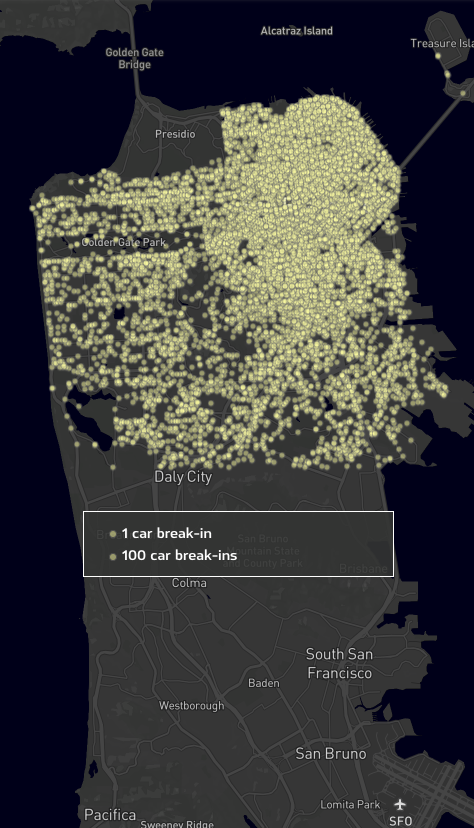 Alcatraz Island
Treasure Isla
Golden Gate
Bridge
Presidio
Golden Gate Park
Daly City
1 car break-in
100 car break-ins
San Bruno
Mountain State
and County Park
Brisbane
Colma
South San
Francisco
Baden
Westborough
San Bruno
Lomita Park
SFO
Pacifica
Sweeney Ridge